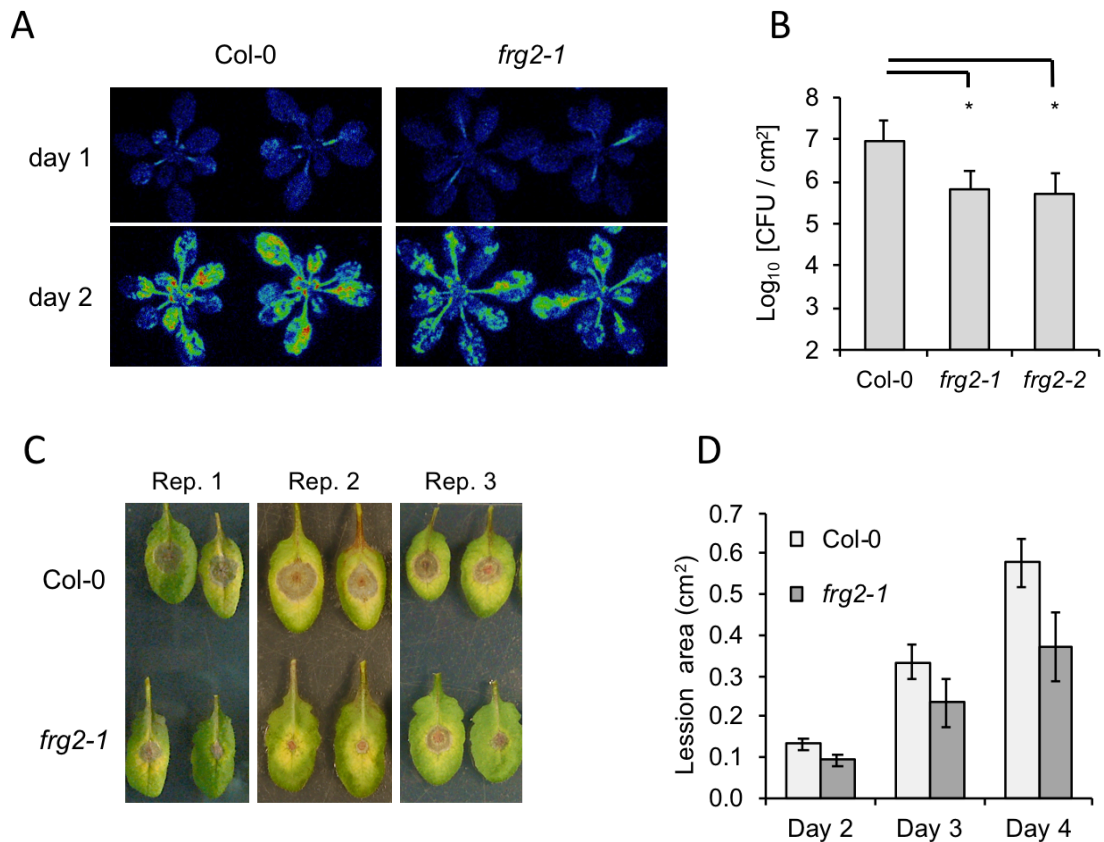 A
Col-0 frg2-1
day 1
day 2
B
Log10 [CFU / cm²]
8
7
6
5
4
3
2
* *
Col-0 frg2-1 frg2-2
C
Rep. 1 Rep. 2 Rep. 3
Col-0
frg2-1
D
Lession area (cm²)
0.7
0.6
0.5
0.4
0.3
0.2
0.1
0.0
Col-0
frg2-1
Day 2 Day 3 Day 4